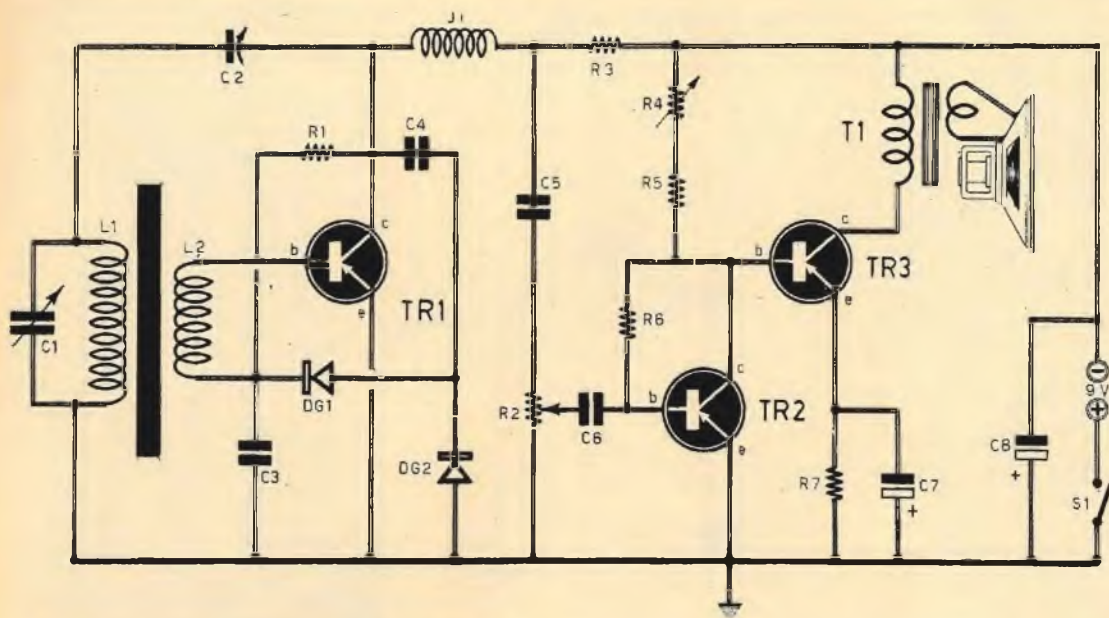 C2
J1
R3
R4
R1
C4
T1
C5
R5
L1
L2
b
c
TR1
e
b
c
TR3
e
C1
R6
DG1
R2
C6
b
c
TR2
e
C3
DG2
R7
C7
+
C8
+
−
9V
+
S1